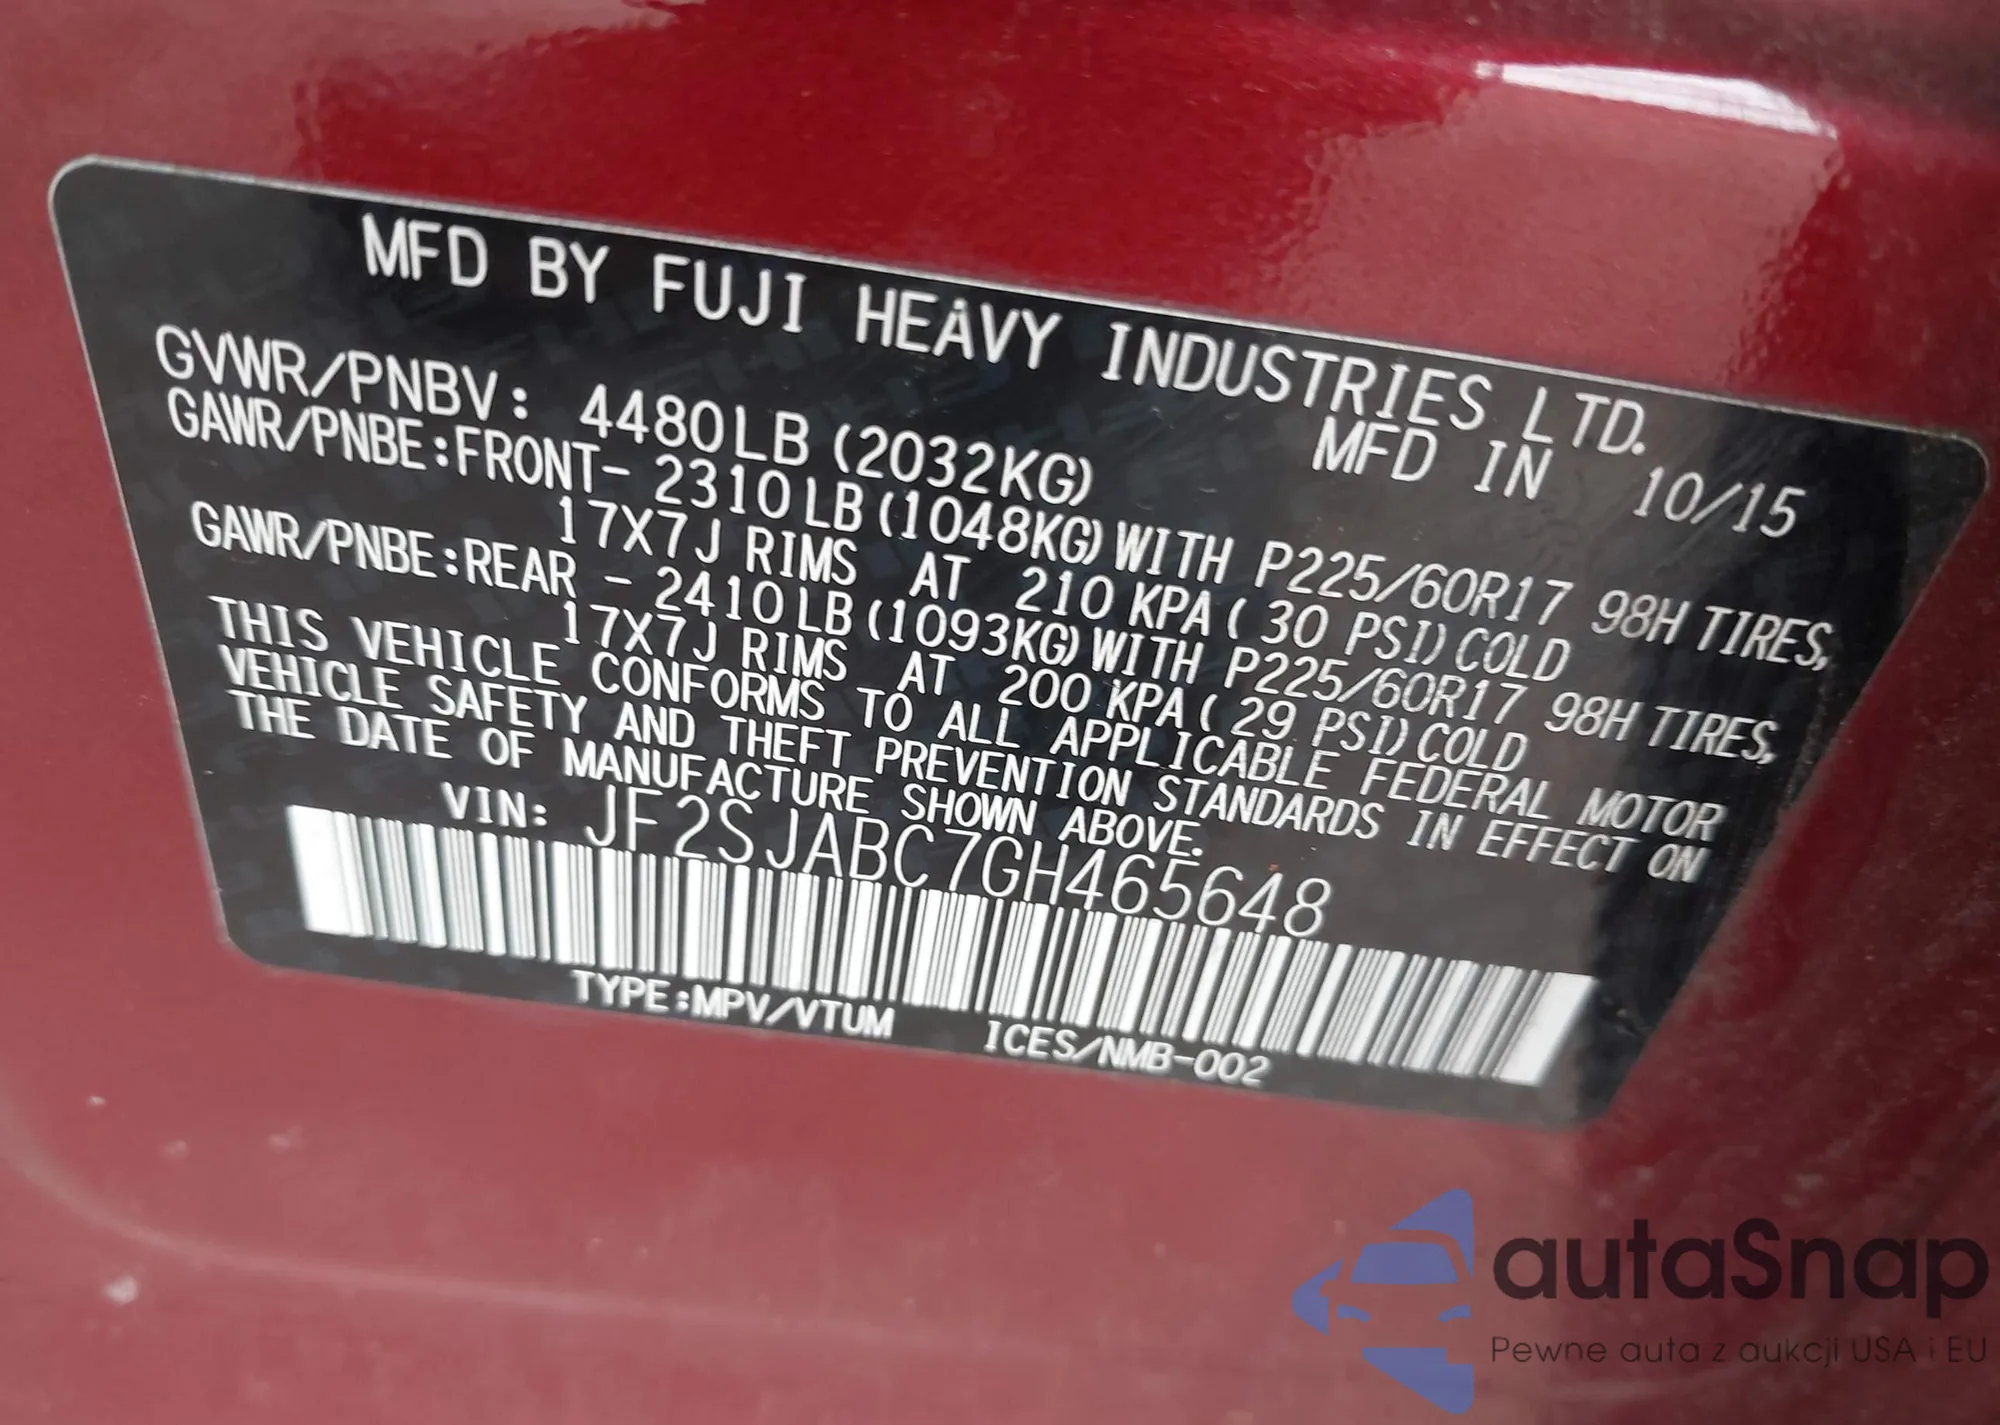 MFD BY FUJI HEAVY INDUSTRIES LTD.
GVWR/PNBV: 4480LB (2032KG) MFD IN 10/15
GAWR/PNBE:FRONT- 2310LB (1048KG) WITH P225/60R17 98H TIRES,
17X7J RIMS AT 210 KPA ( 30 PSI) COLD
GAWR/PNBE:REAR - 2410LB (1093KG) WITH P225/60R17 98H TIRES,
17X7J RIMS AT 200 KPA ( 29 PSI) COLD
THIS VEHICLE CONFORMS TO ALL APPLICABLE FEDERAL MOTOR
VEHICLE SAFETY AND THEFT PREVENTION STANDARDS IN EFFECT ON
THE DATE OF MANUFACTURE SHOWN ABOVE.
VIN: JF2SJABC7GH465648
TYPE:MPV/VTUM ICES/NMB-002
autaSnap
Pewne auta z aukcji USA i EU